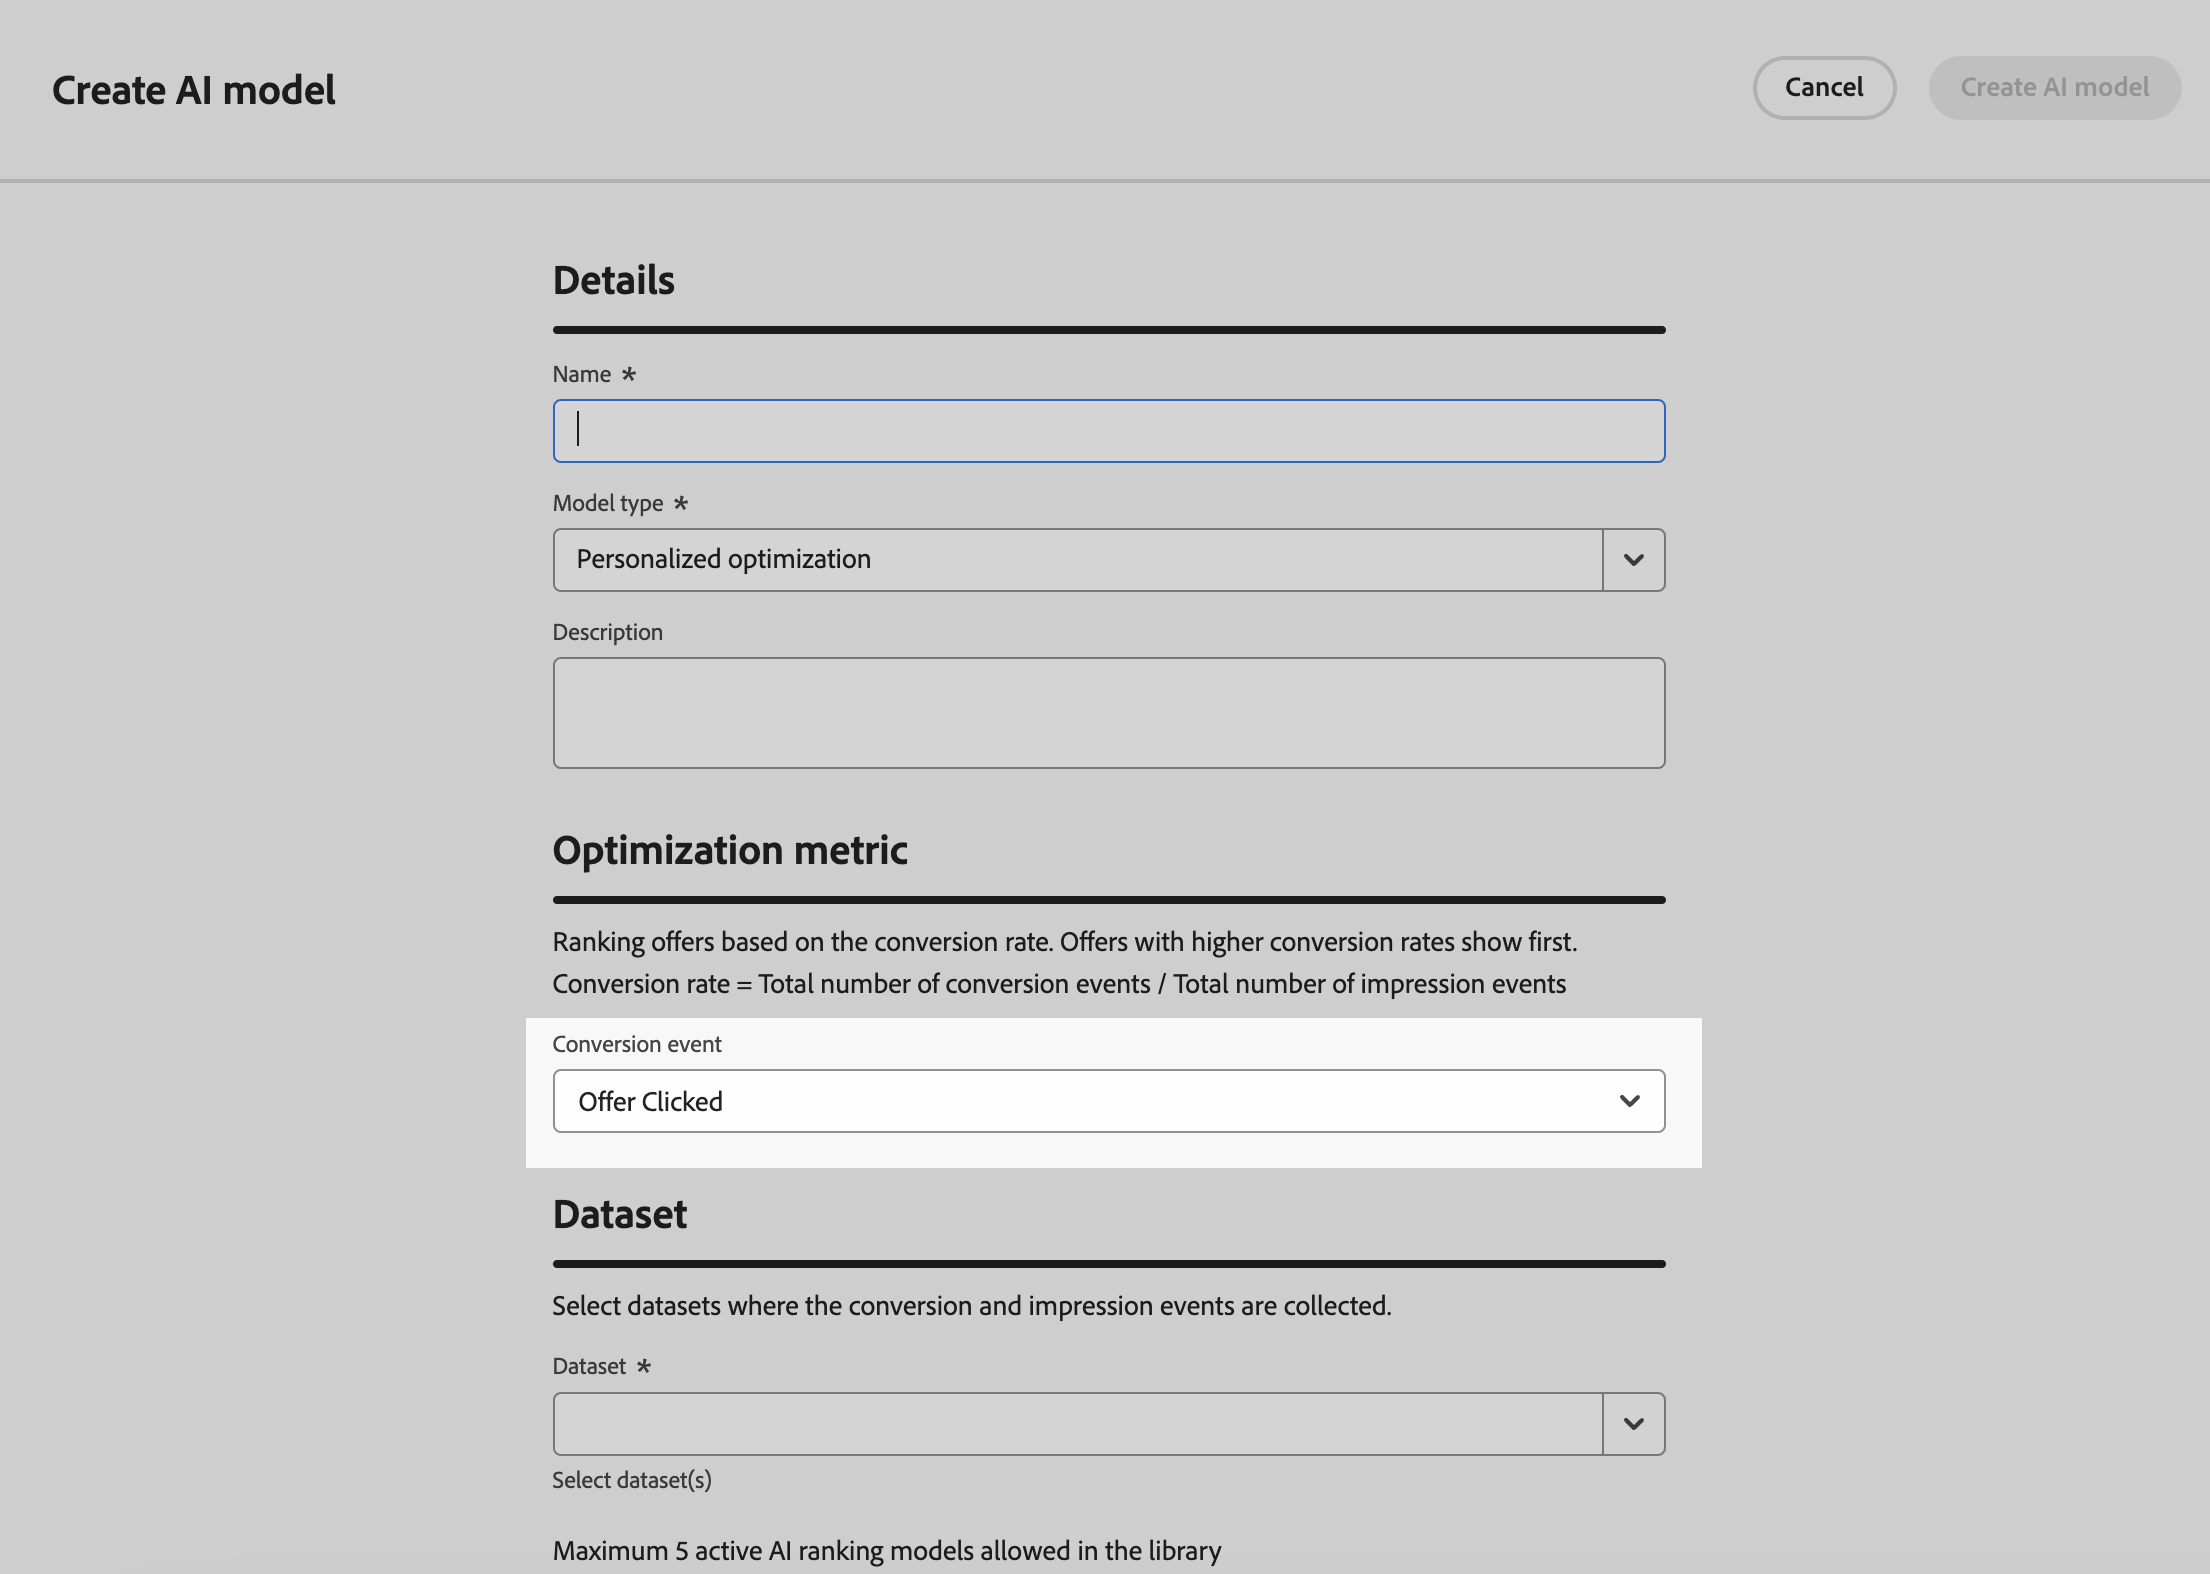 Create AI model
Cancel
Create AI model
Details
Name *
Model type *
Personalized optimization
Description
Optimization metric
Ranking offers based on the conversion rate. Offers with higher conversion rates show first.
Conversion rate = Total number of conversion events / Total number of impression events
Conversion event
Offer Clicked
Dataset
Select datasets where the conversion and impression events are collected.
Dataset *
Select dataset(s)
Maximum 5 active AI ranking models allowed in the library